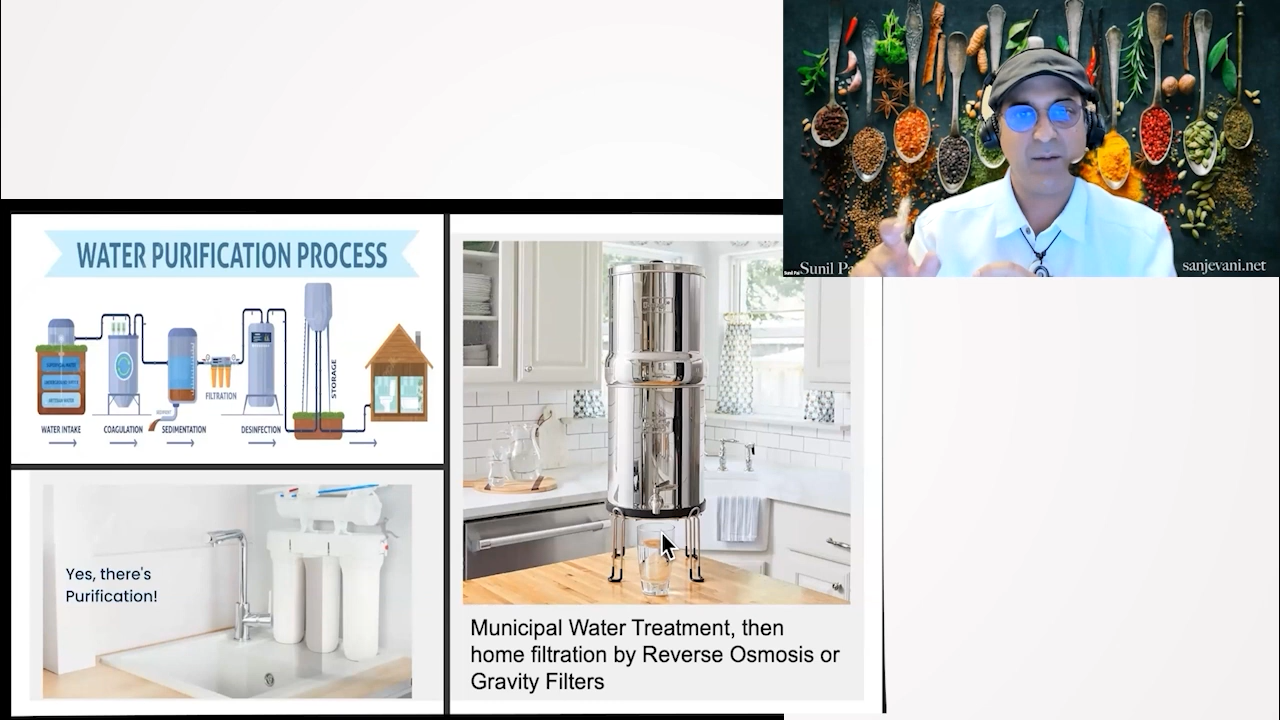 WATER PURIFICATION PROCESS
STORAGE
FILTRATION
WATER INTAKE
COAGULATION
SEDIMENTATION
DESINFECTION
Yes, there's
Purification!
Municipal Water Treatment, then
home filtration by Reverse Osmosis or
Gravity Filters
Sunil
sanjevani.net